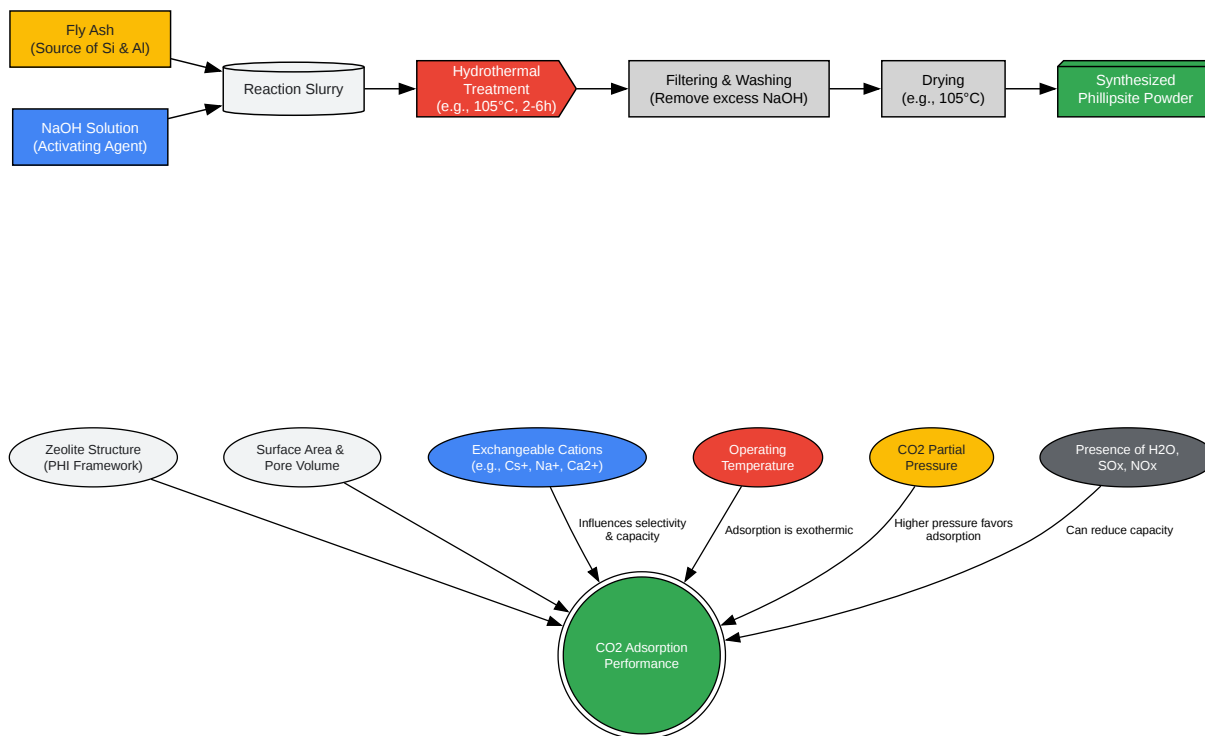 Fly Ash
(Source of Si & Al)
NaOH Solution
(Activating Agent)
Reaction Slurry
Hydrothermal
Treatment
(e.g., 105°C, 2-6h)
Filtering & Washing
(Remove excess NaOH)
Drying
(e.g., 105°C)
Synthesized
Phillipsite Powder
Zeolite Structure
(PHI Framework)
Surface Area &
Pore Volume
Exchangeable Cations
(e.g., Cs+, Na+, Ca2+)
Operating
Temperature
CO2 Partial
Pressure
Presence of H2O,
SOx, NOx
Influences selectivity
& capacity
Adsorption is exothermic
Higher pressure favors
adsorption
Can reduce capacity
CO2 Adsorption
Performance